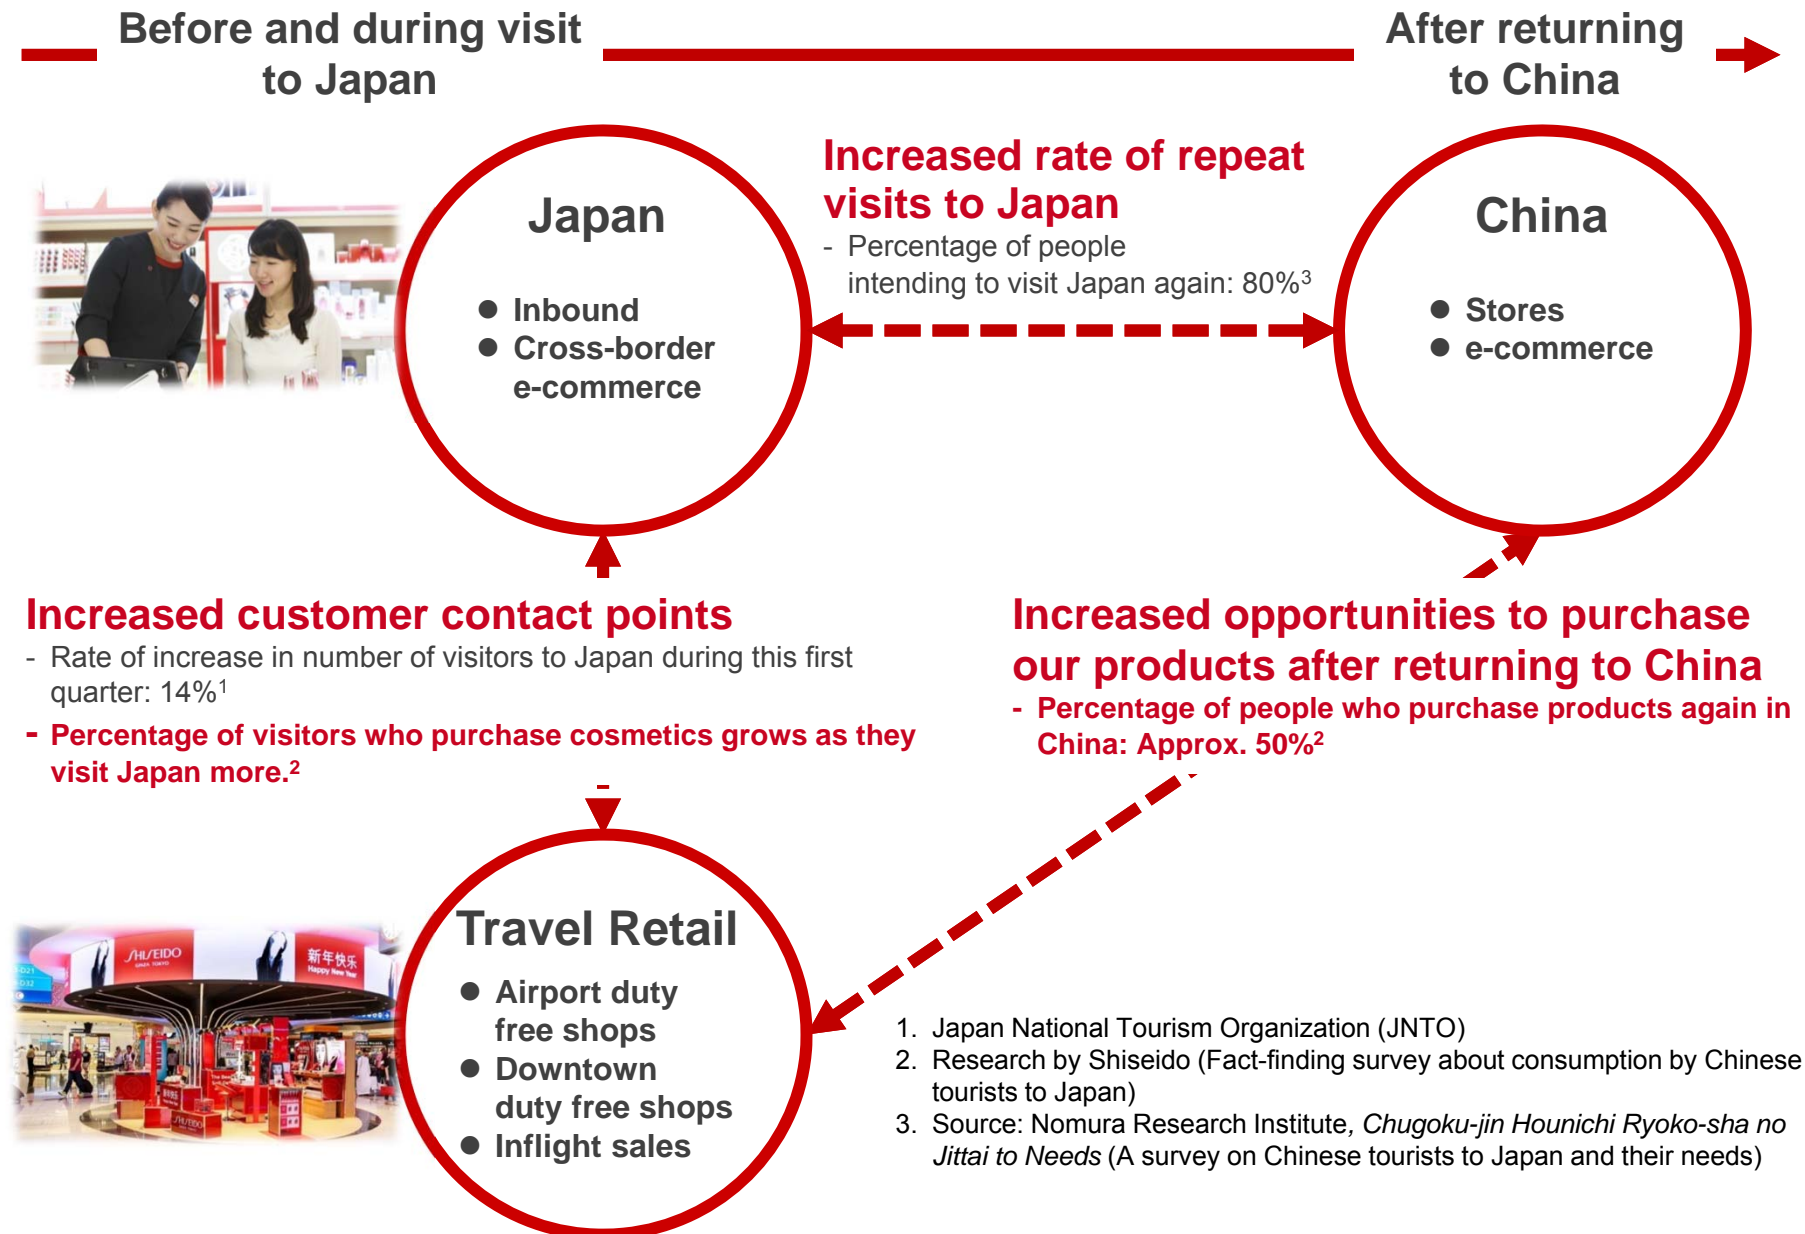 Before and during visit
to Japan
After returning
to China
Japan
● Inbound
● Cross-border
e-commerce
Increased rate of repeat
visits to Japan
- Percentage of people
intending to visit Japan again: 80%3
China
● Stores
● e-commerce
Increased customer contact points
- Rate of increase in number of visitors to Japan during this first
quarter: 14%1
- Percentage of visitors who purchase cosmetics grows as they
visit Japan more.2
Increased opportunities to purchase
our products after returning to China
- Percentage of people who purchase products again in
China: Approx. 50%2
Travel Retail
● Airport duty
free shops
● Downtown
duty free shops
● Inflight sales
SHISEIDO
GINZA TOKYO
新年快乐
Happy New Year
SHISEIDO
1. Japan National Tourism Organization (JNTO)
2. Research by Shiseido (Fact-finding survey about consumption by Chinese
tourists to Japan)
3. Source: Nomura Research Institute, Chugoku-jin Hounichi Ryoko-sha no
Jittai to Needs (A survey on Chinese tourists to Japan and their needs)